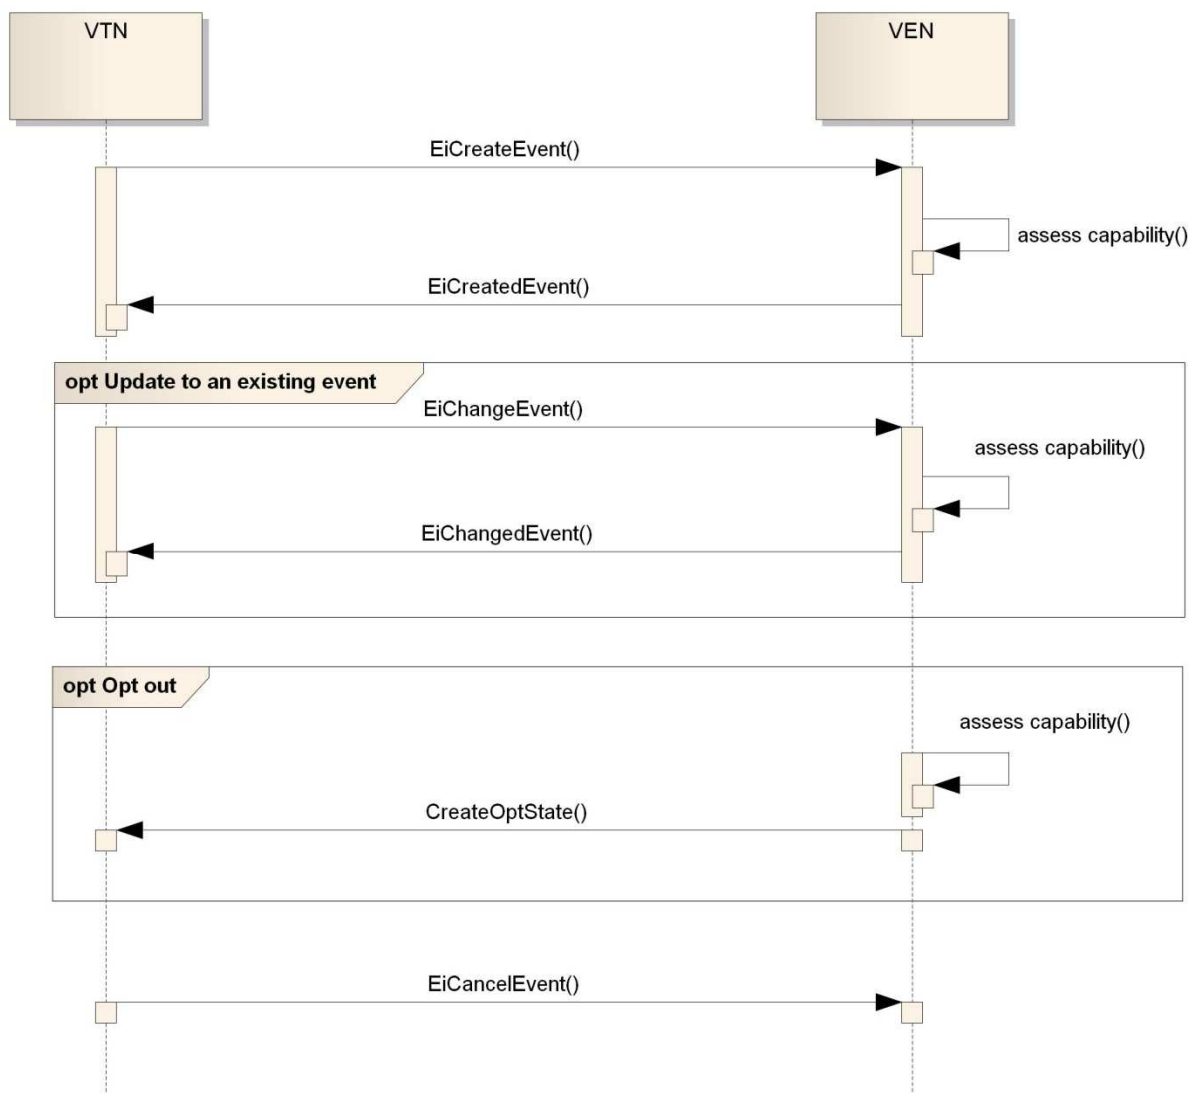 VTN
VEN
EiCreateEvent()
assess capability()
EiCreatedEvent()
opt Update to an existing event
EiChangeEvent()
assess capability()
EiChangedEvent()
opt Opt out
assess capability()
CreateOptState()
EiCancelEvent()